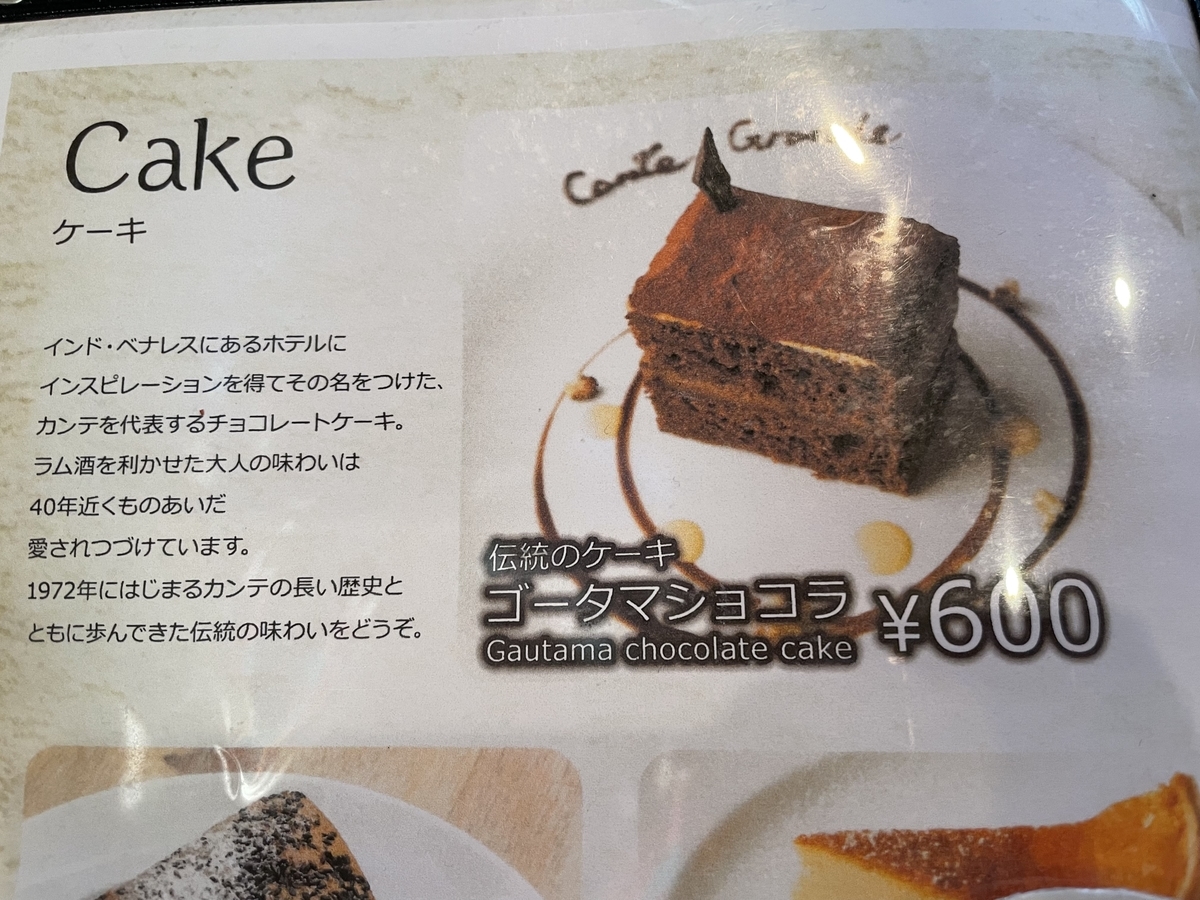 Cake
ケーキ
Cante Grande
インド・ベナレスにあるホテルに
インスピレーションを得てその名をつけた、
カンテを代表するチョコレートケーキ。
ラム酒を利かせた大人の味わいは
40年近くものあいだ
愛されつづけています。
1972年にはじまるカンテの長い歴史と
ともに歩んできた伝統の味わいをどうぞ。
伝統のケーキ
ゴータマショコラ ¥600
Gautama chocolate cake